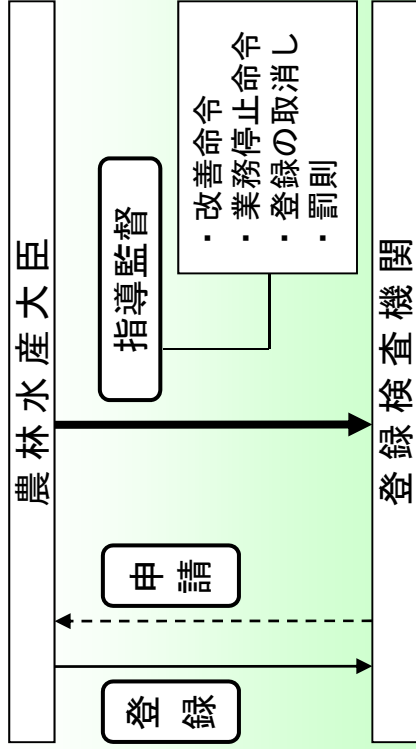 農林水産大臣
登録
申請
指導監督
・改善命令
・業務停止命令
・登録の取消し
・罰則
登録検査機関